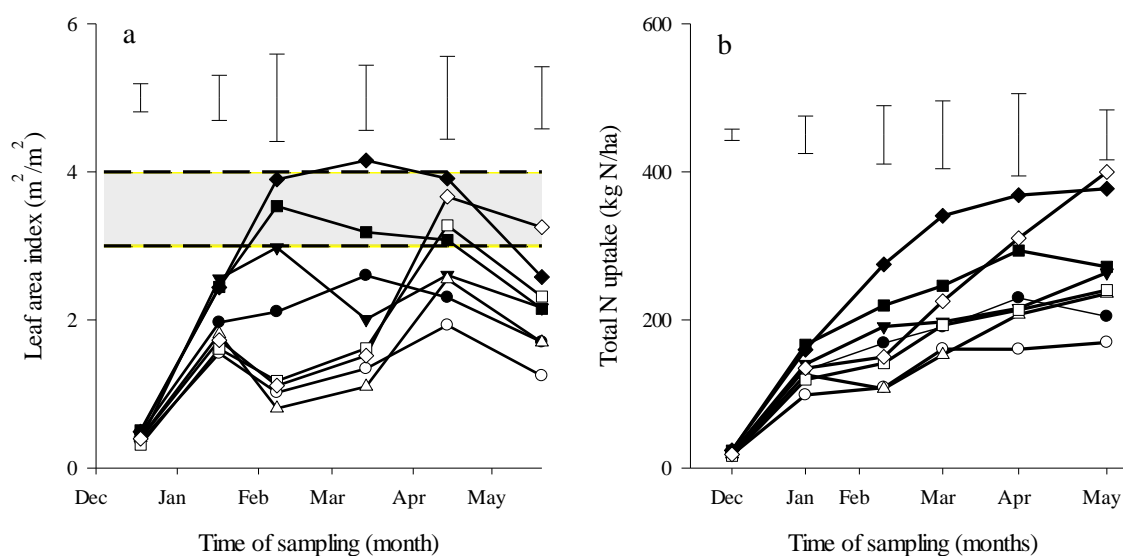 a
6
4
2
0
Leaf area index (m²/m²)
Dec Jan Feb Mar Apr May
Time of sampling (month)
b
600
400
200
0
Total N uptake (kg N/ha)
Dec Jan Feb Mar Apr May
Time of sampling (months)